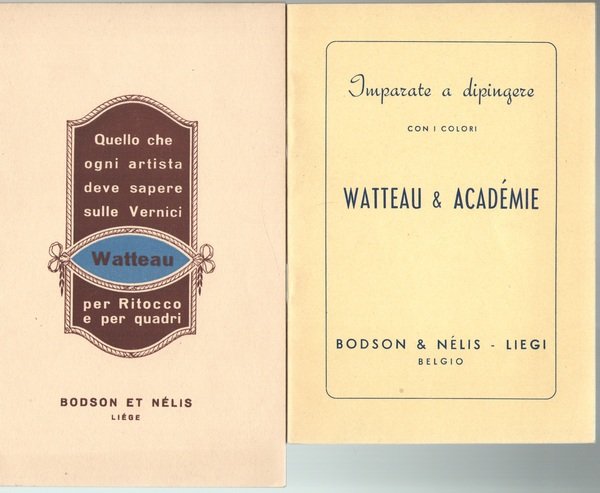 Quello che
ogni artista
deve sapere
sulle Vernici
Watteau
per Ritocco
e per quadri
BODSON ET NÉLIS
LIÉGE
Imparate a dipingere
CON I COLORI
WATTEAU & ACADÉMIE
BODSON & NÉLIS - LIEGI
BELGIO